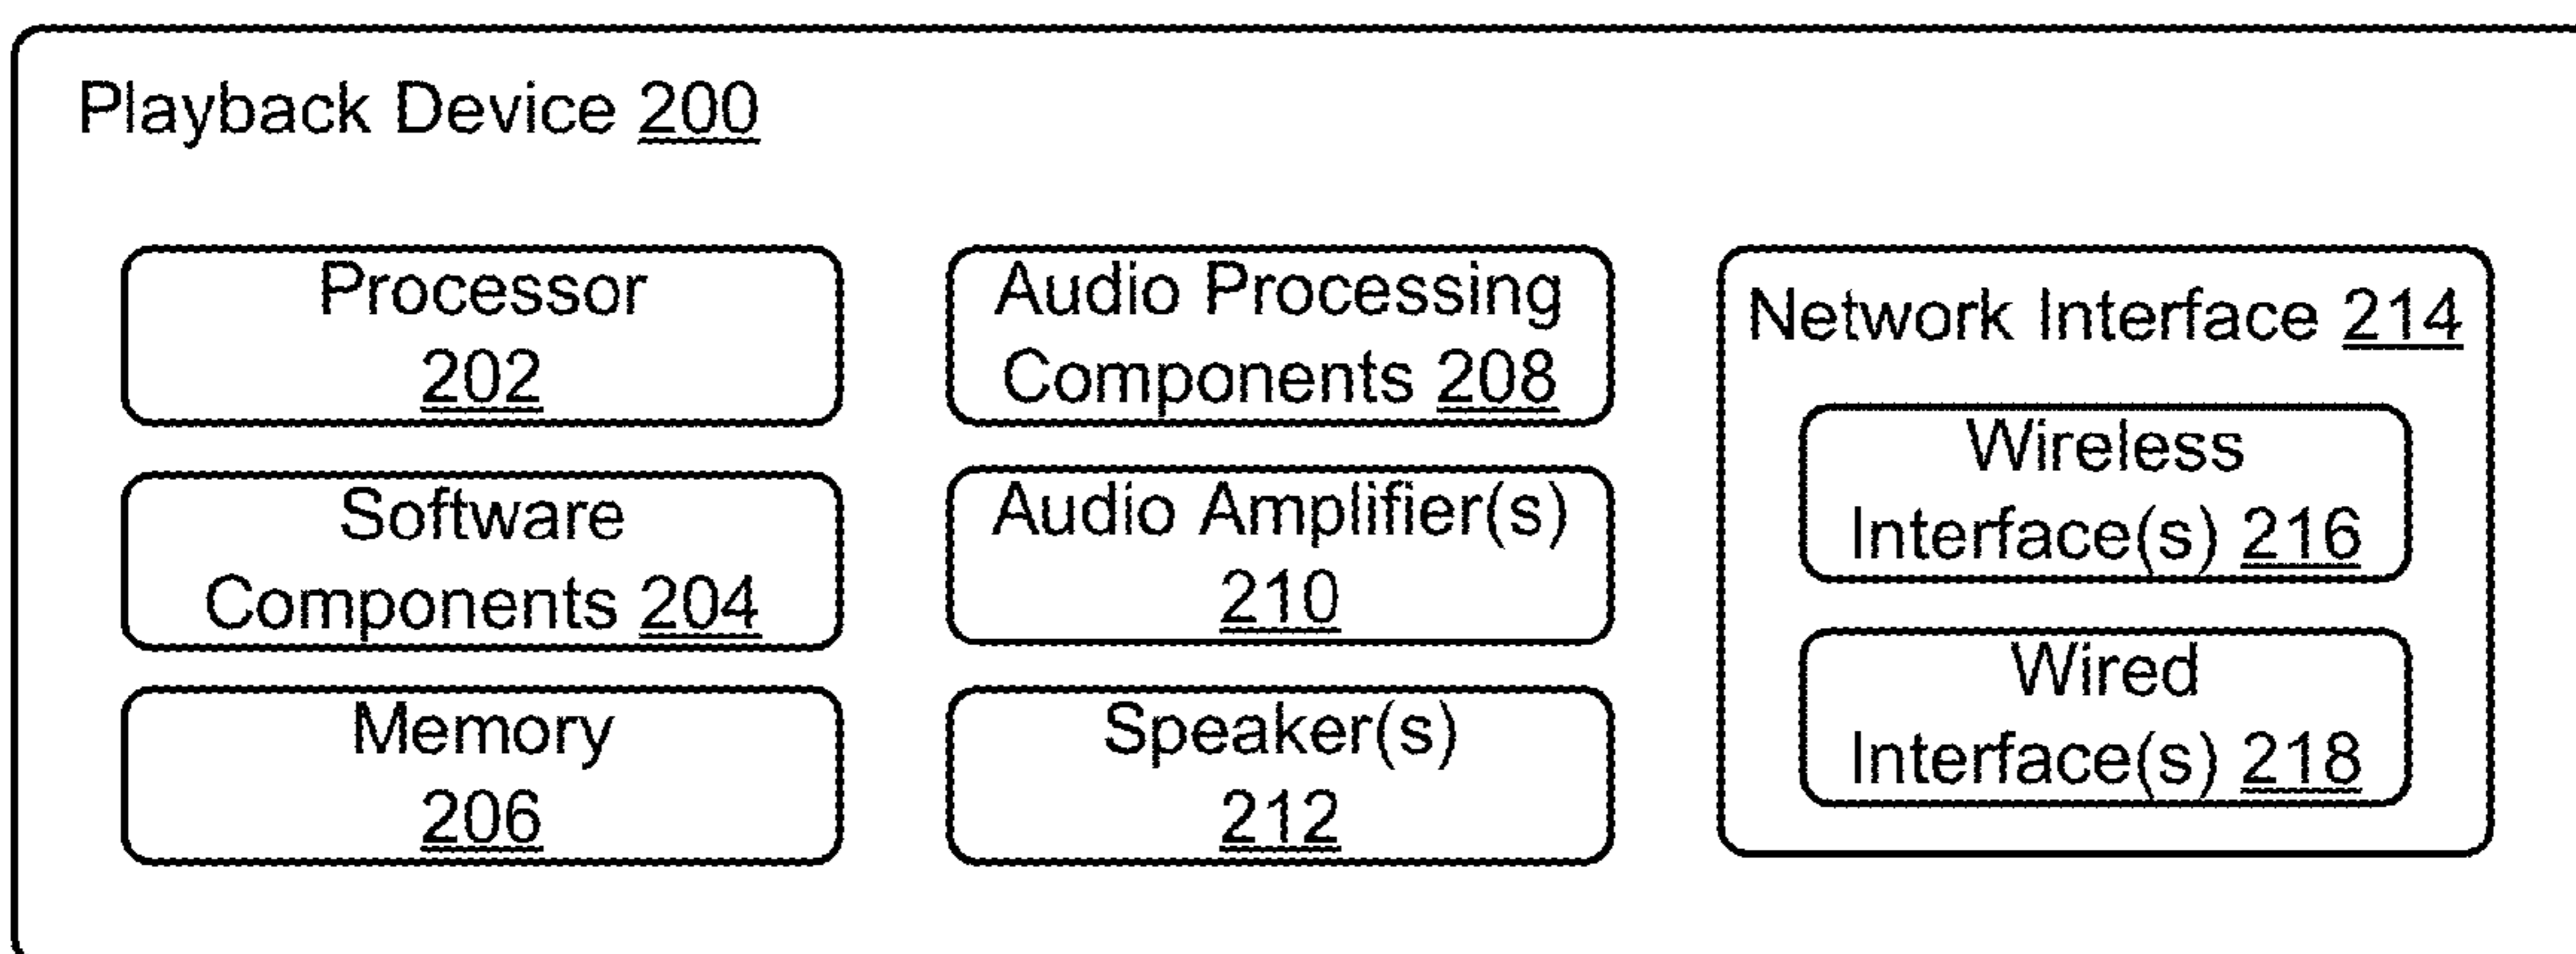 Playback Device 200
Processor
202
Software
Components 204
Memory
206
Audio Processing
Components 208
Audio Amplifier(s)
210
Speaker(s)
212
Network Interface 214
Wireless
Interface(s) 216
Wired
Interface(s) 218